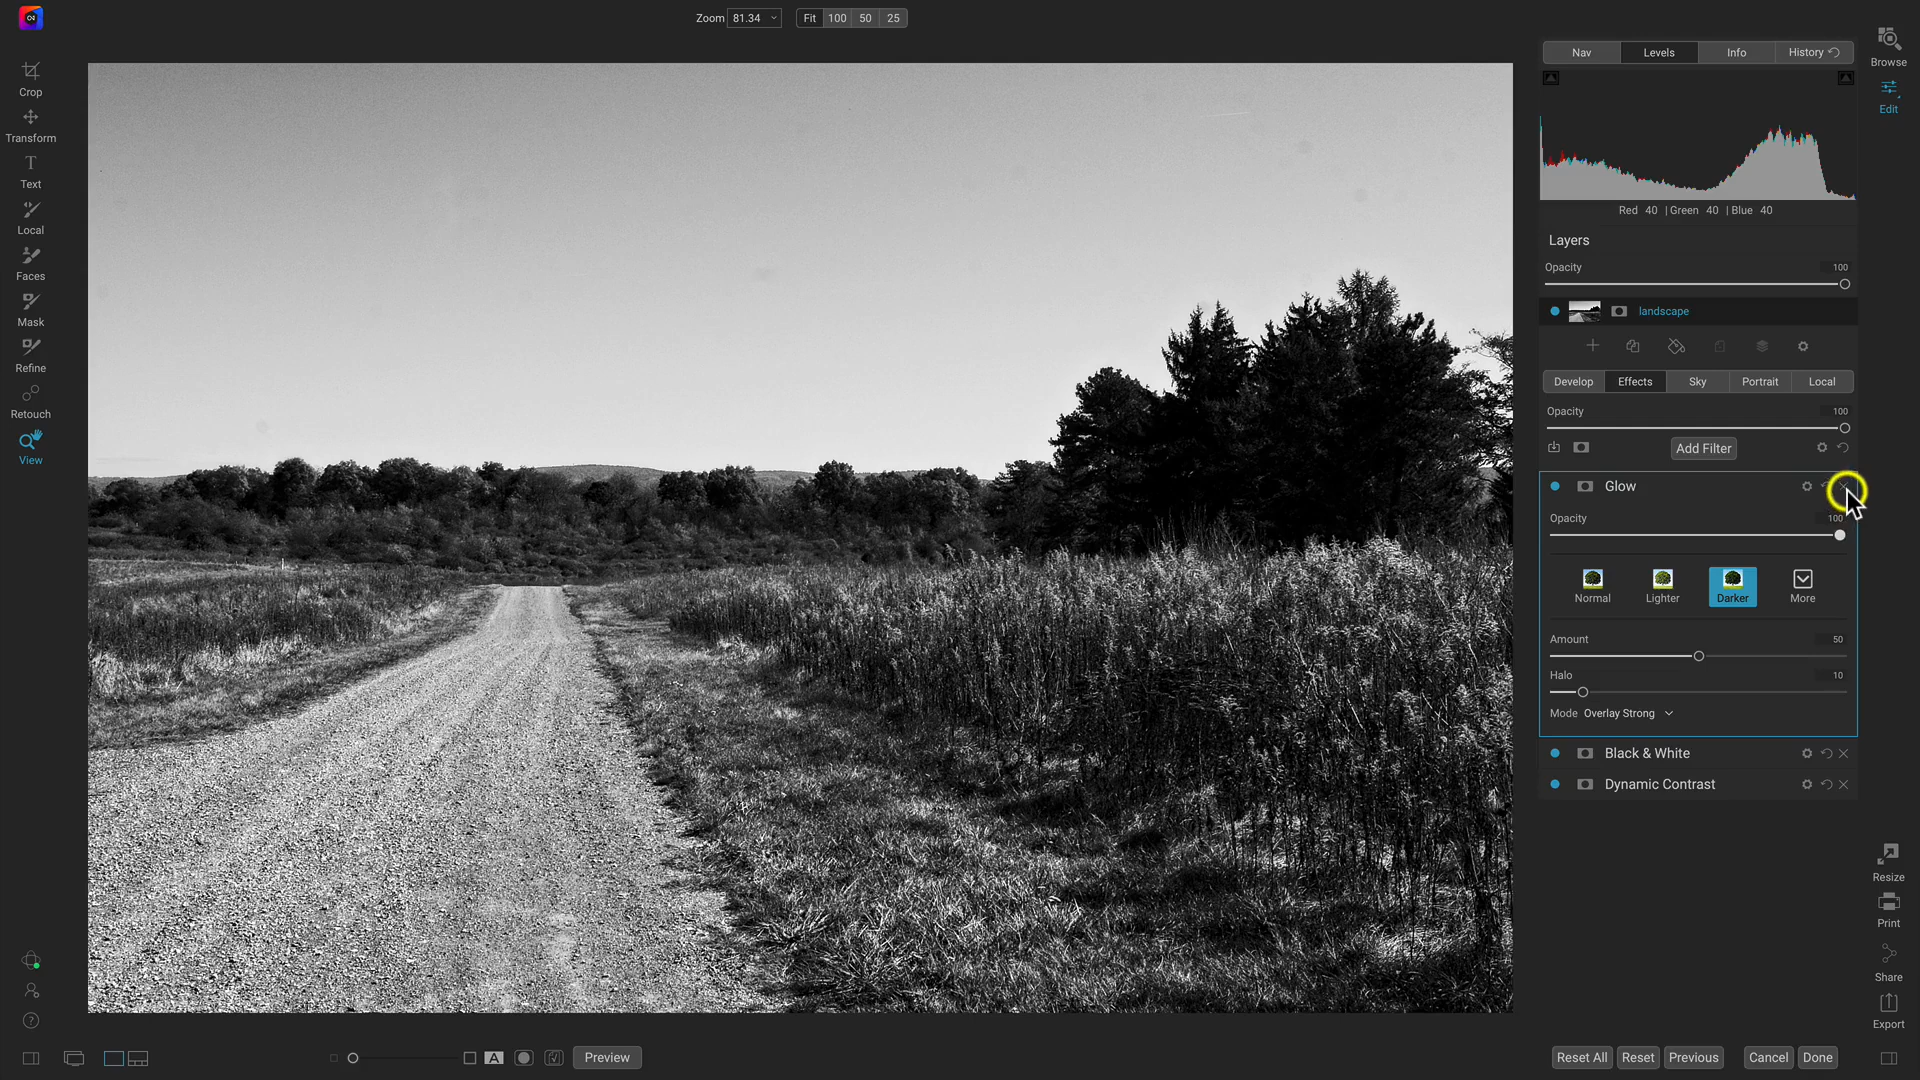 Zoom 81.34 Fit 100 50 25
Crop
Transform
Text
Local
Faces
Mask
Refine
Retouch
View
Nav Levels Info History
Red 40 | Green 40 | Blue 40
Layers
Opacity 100
landscape
Develop Effects Sky Portrait Local
Opacity 100
Add Filter
Glow
Opacity 100
Normal Lighter Darker More
Amount 50
Halo 10
Mode Overlay Strong
Black & White
Dynamic Contrast
Browse
Edit
Resize
Print
Share
Export
A Preview
Reset All Reset Previous Cancel Done